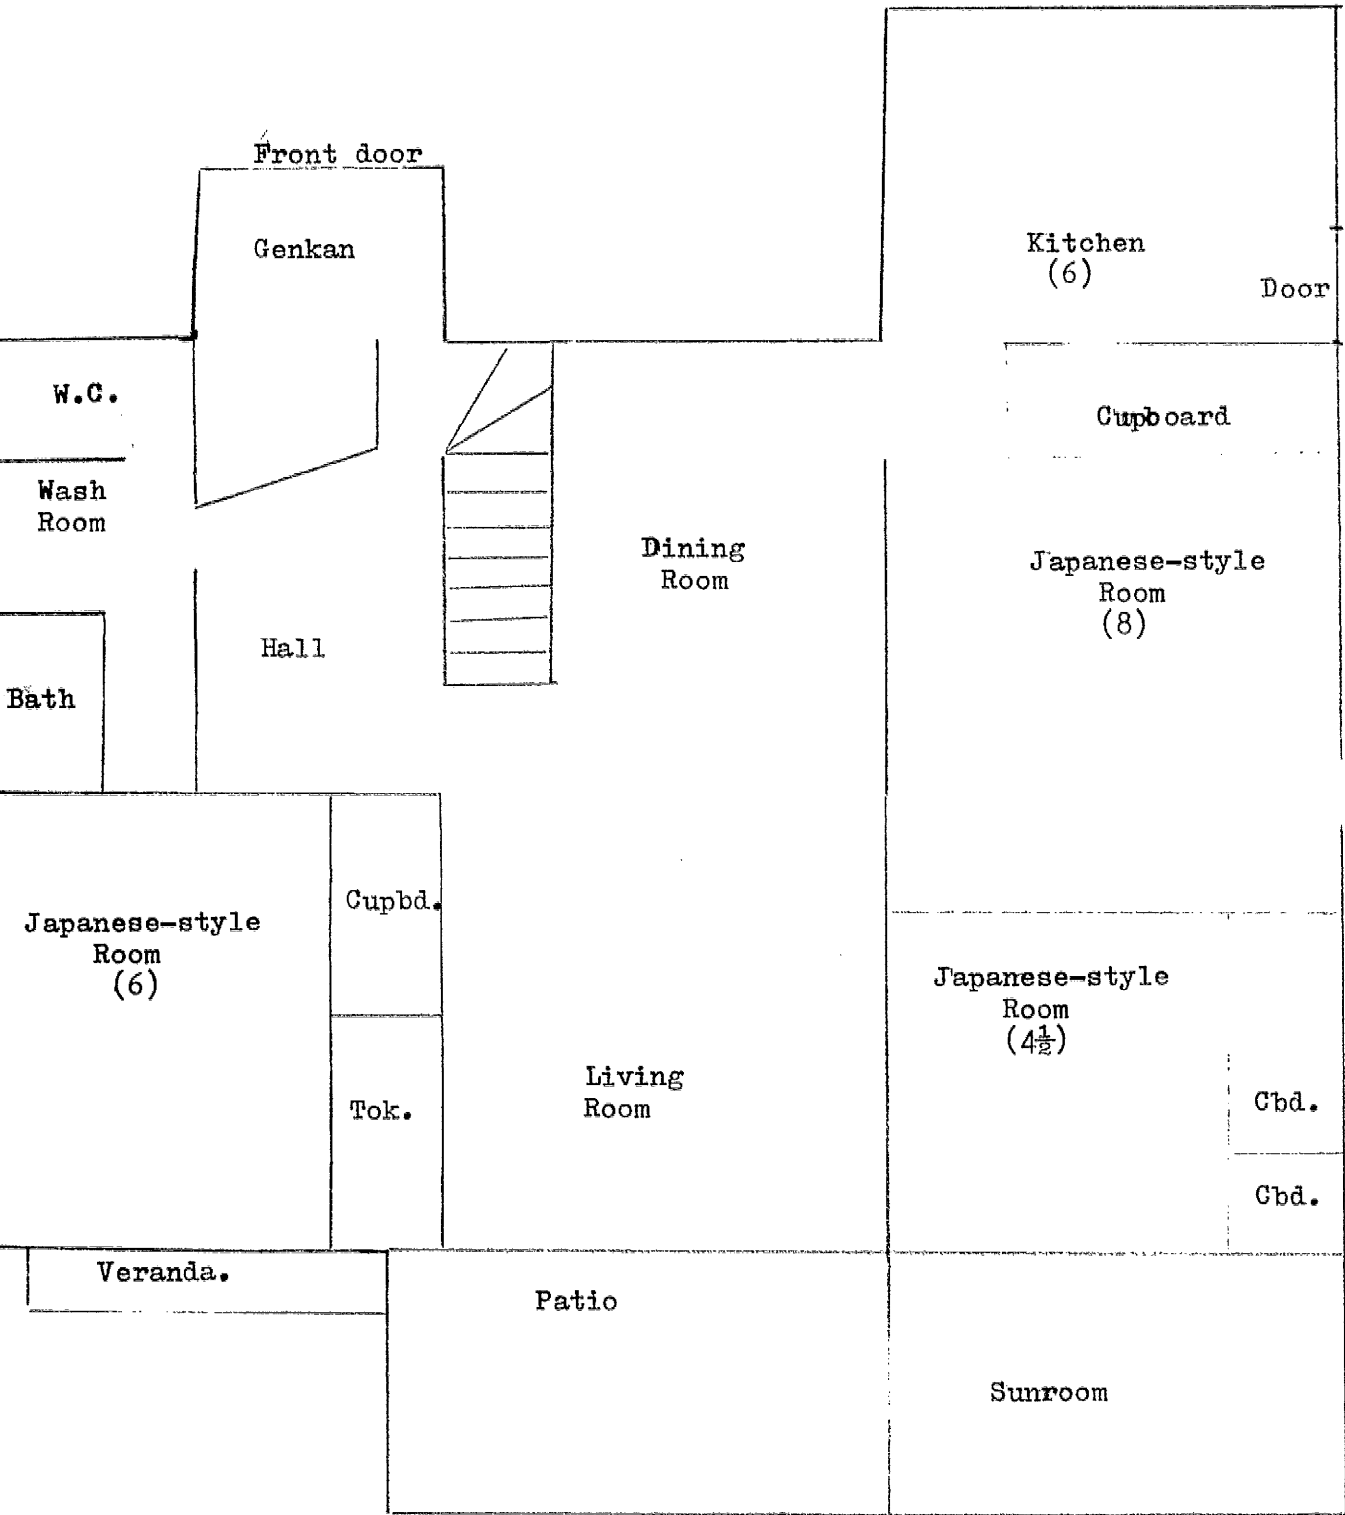 Front door
Genkan
Kitchen
(6)
Door
W.C.
Cupboard
Wash
Room
Dining
Room
Japanese-style
Room
(8)
Hall
Bath
Cupbd.
Japanese-style
Room
(6)
Japanese-style
Room
(4½)
Living
Room
Tok.
Cbd.
Cbd.
Veranda.
Patio
Sunroom